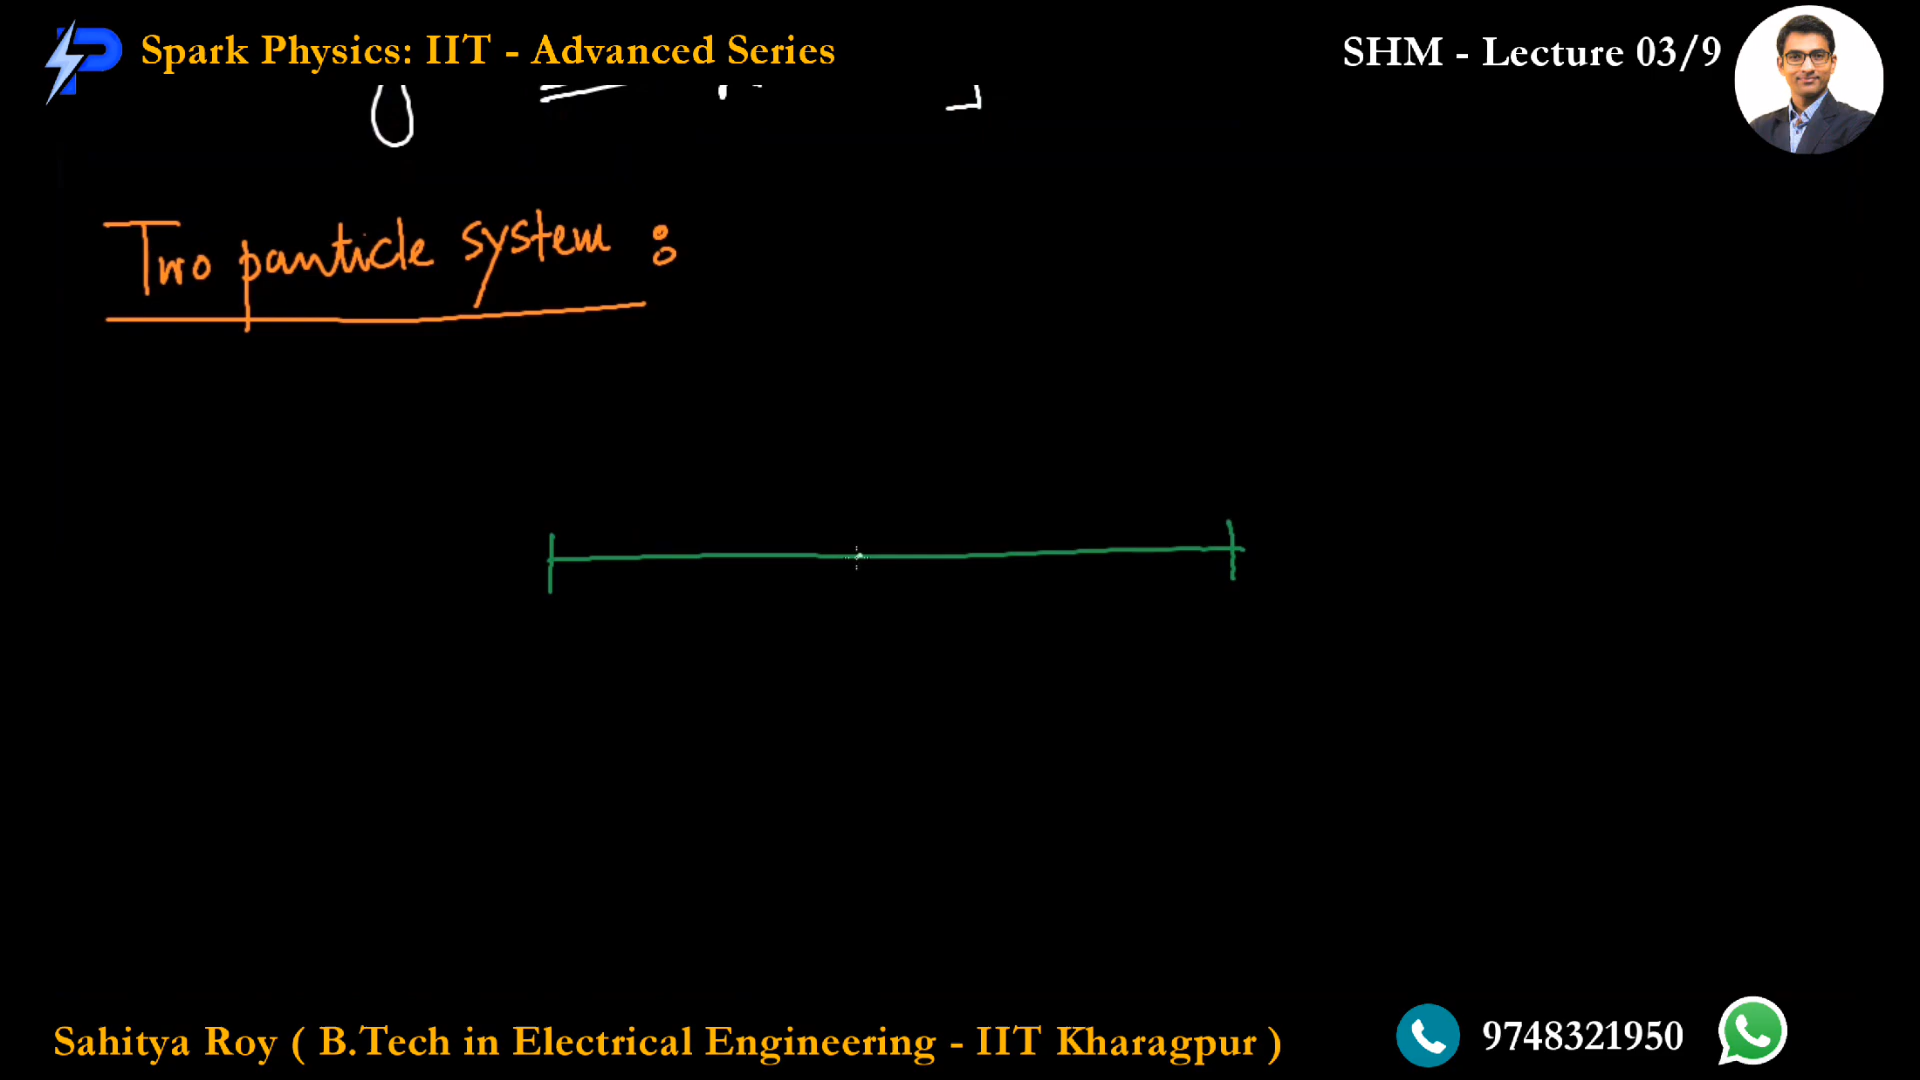 Spark Physics: IIT - Advanced Series
SHM - Lecture 03/9
Two particle system :
Sahitya Roy ( B.Tech in Electrical Engineering - IIT Kharagpur )
9748321950